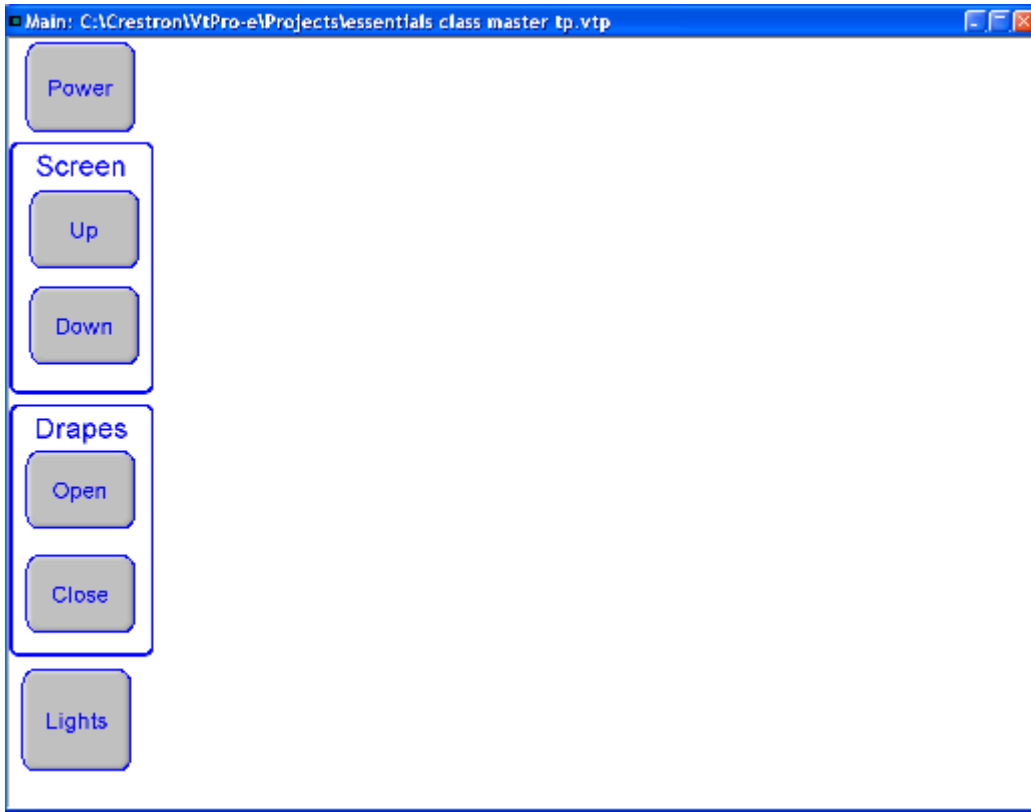 Main: C:\Crestron\VtPro-e\Projects\essentials class master tp.vtp
Power
Screen
Up
Down
Drapes
Open
Close
Lights